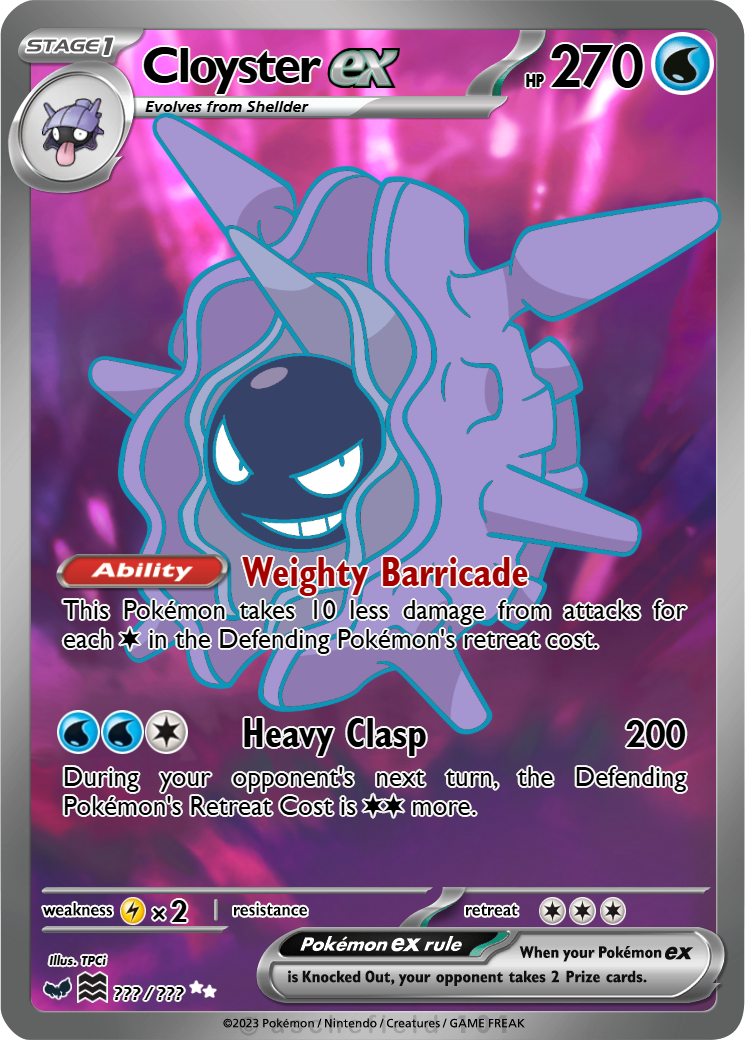 STAGE1
Cloyster ex
HP 270
Evolves from Shellder
Ability Weighty Barricade
This Pokémon takes 10 less damage from attacks for
each in the Defending Pokémon's retreat cost.
Heavy Clasp 200
During your opponent's next turn, the Defending
Pokémon's Retreat Cost is more.
weakness ×2 resistance retreat
Pokémon ex rule
When your Pokémon ex
is Knocked Out, your opponent takes 2 Prize cards.
Illus. TPCi
???/???
©2023 Pokémon / Nintendo / Creatures / GAME FREAK